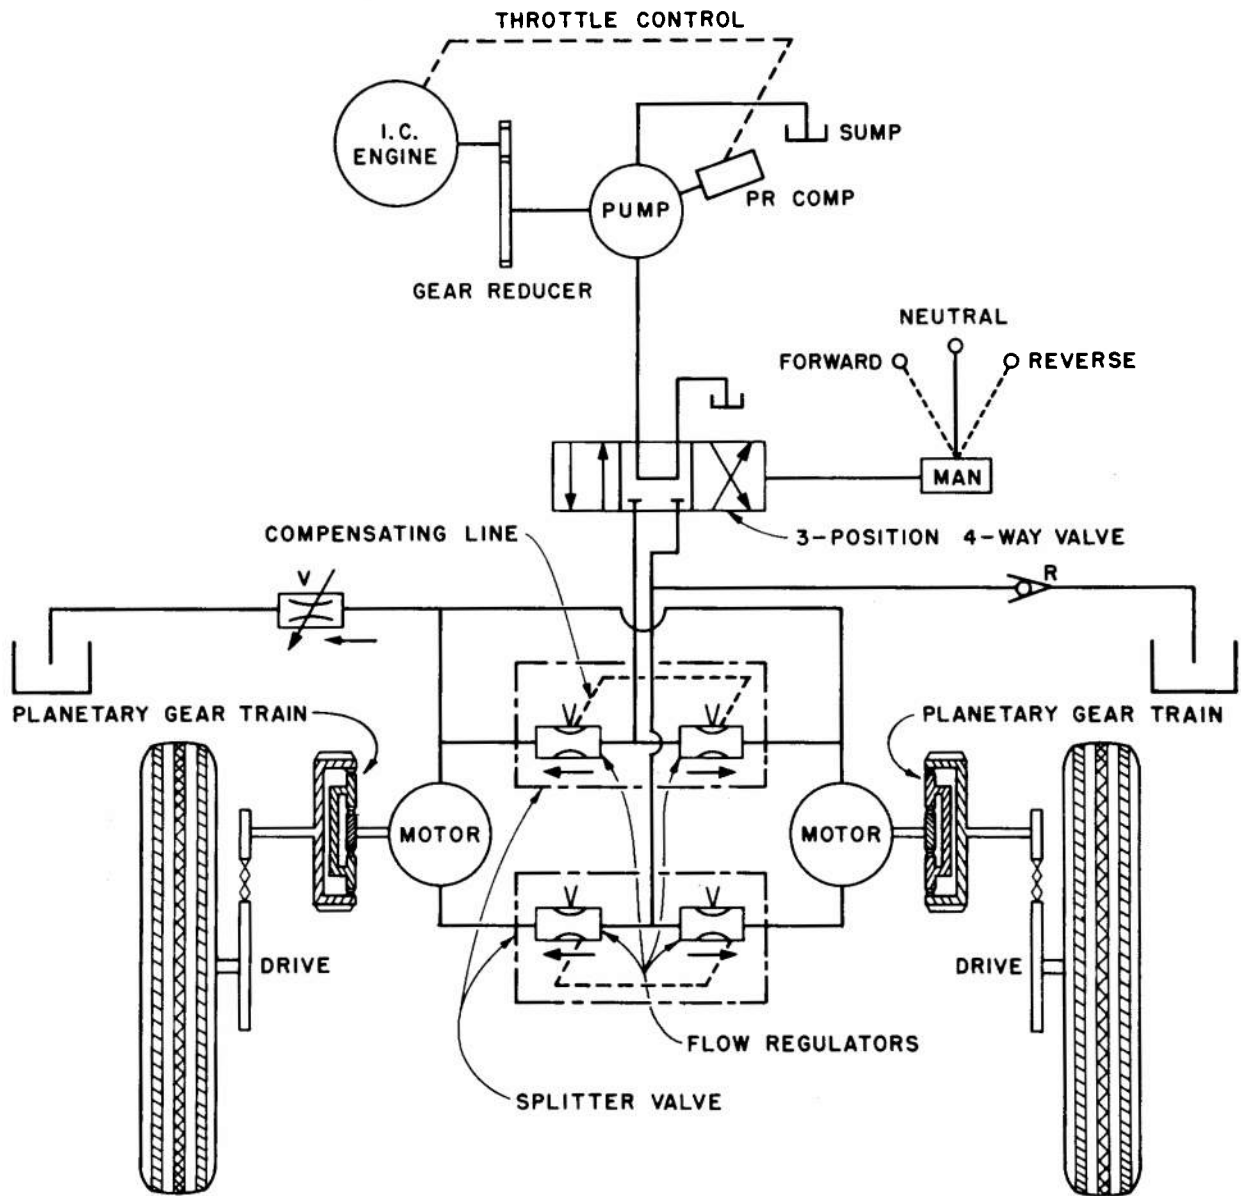 THROTTLE CONTROL
I.C.
ENGINE
SUMP
PUMP
PR COMP
GEAR REDUCER
NEUTRAL
FORWARD
REVERSE
MAN
COMPENSATING LINE
3-POSITION 4-WAY VALVE
V
R
PLANETARY GEAR TRAIN
PLANETARY GEAR TRAIN
MOTOR
MOTOR
DRIVE
DRIVE
FLOW REGULATORS
SPLITTER VALVE